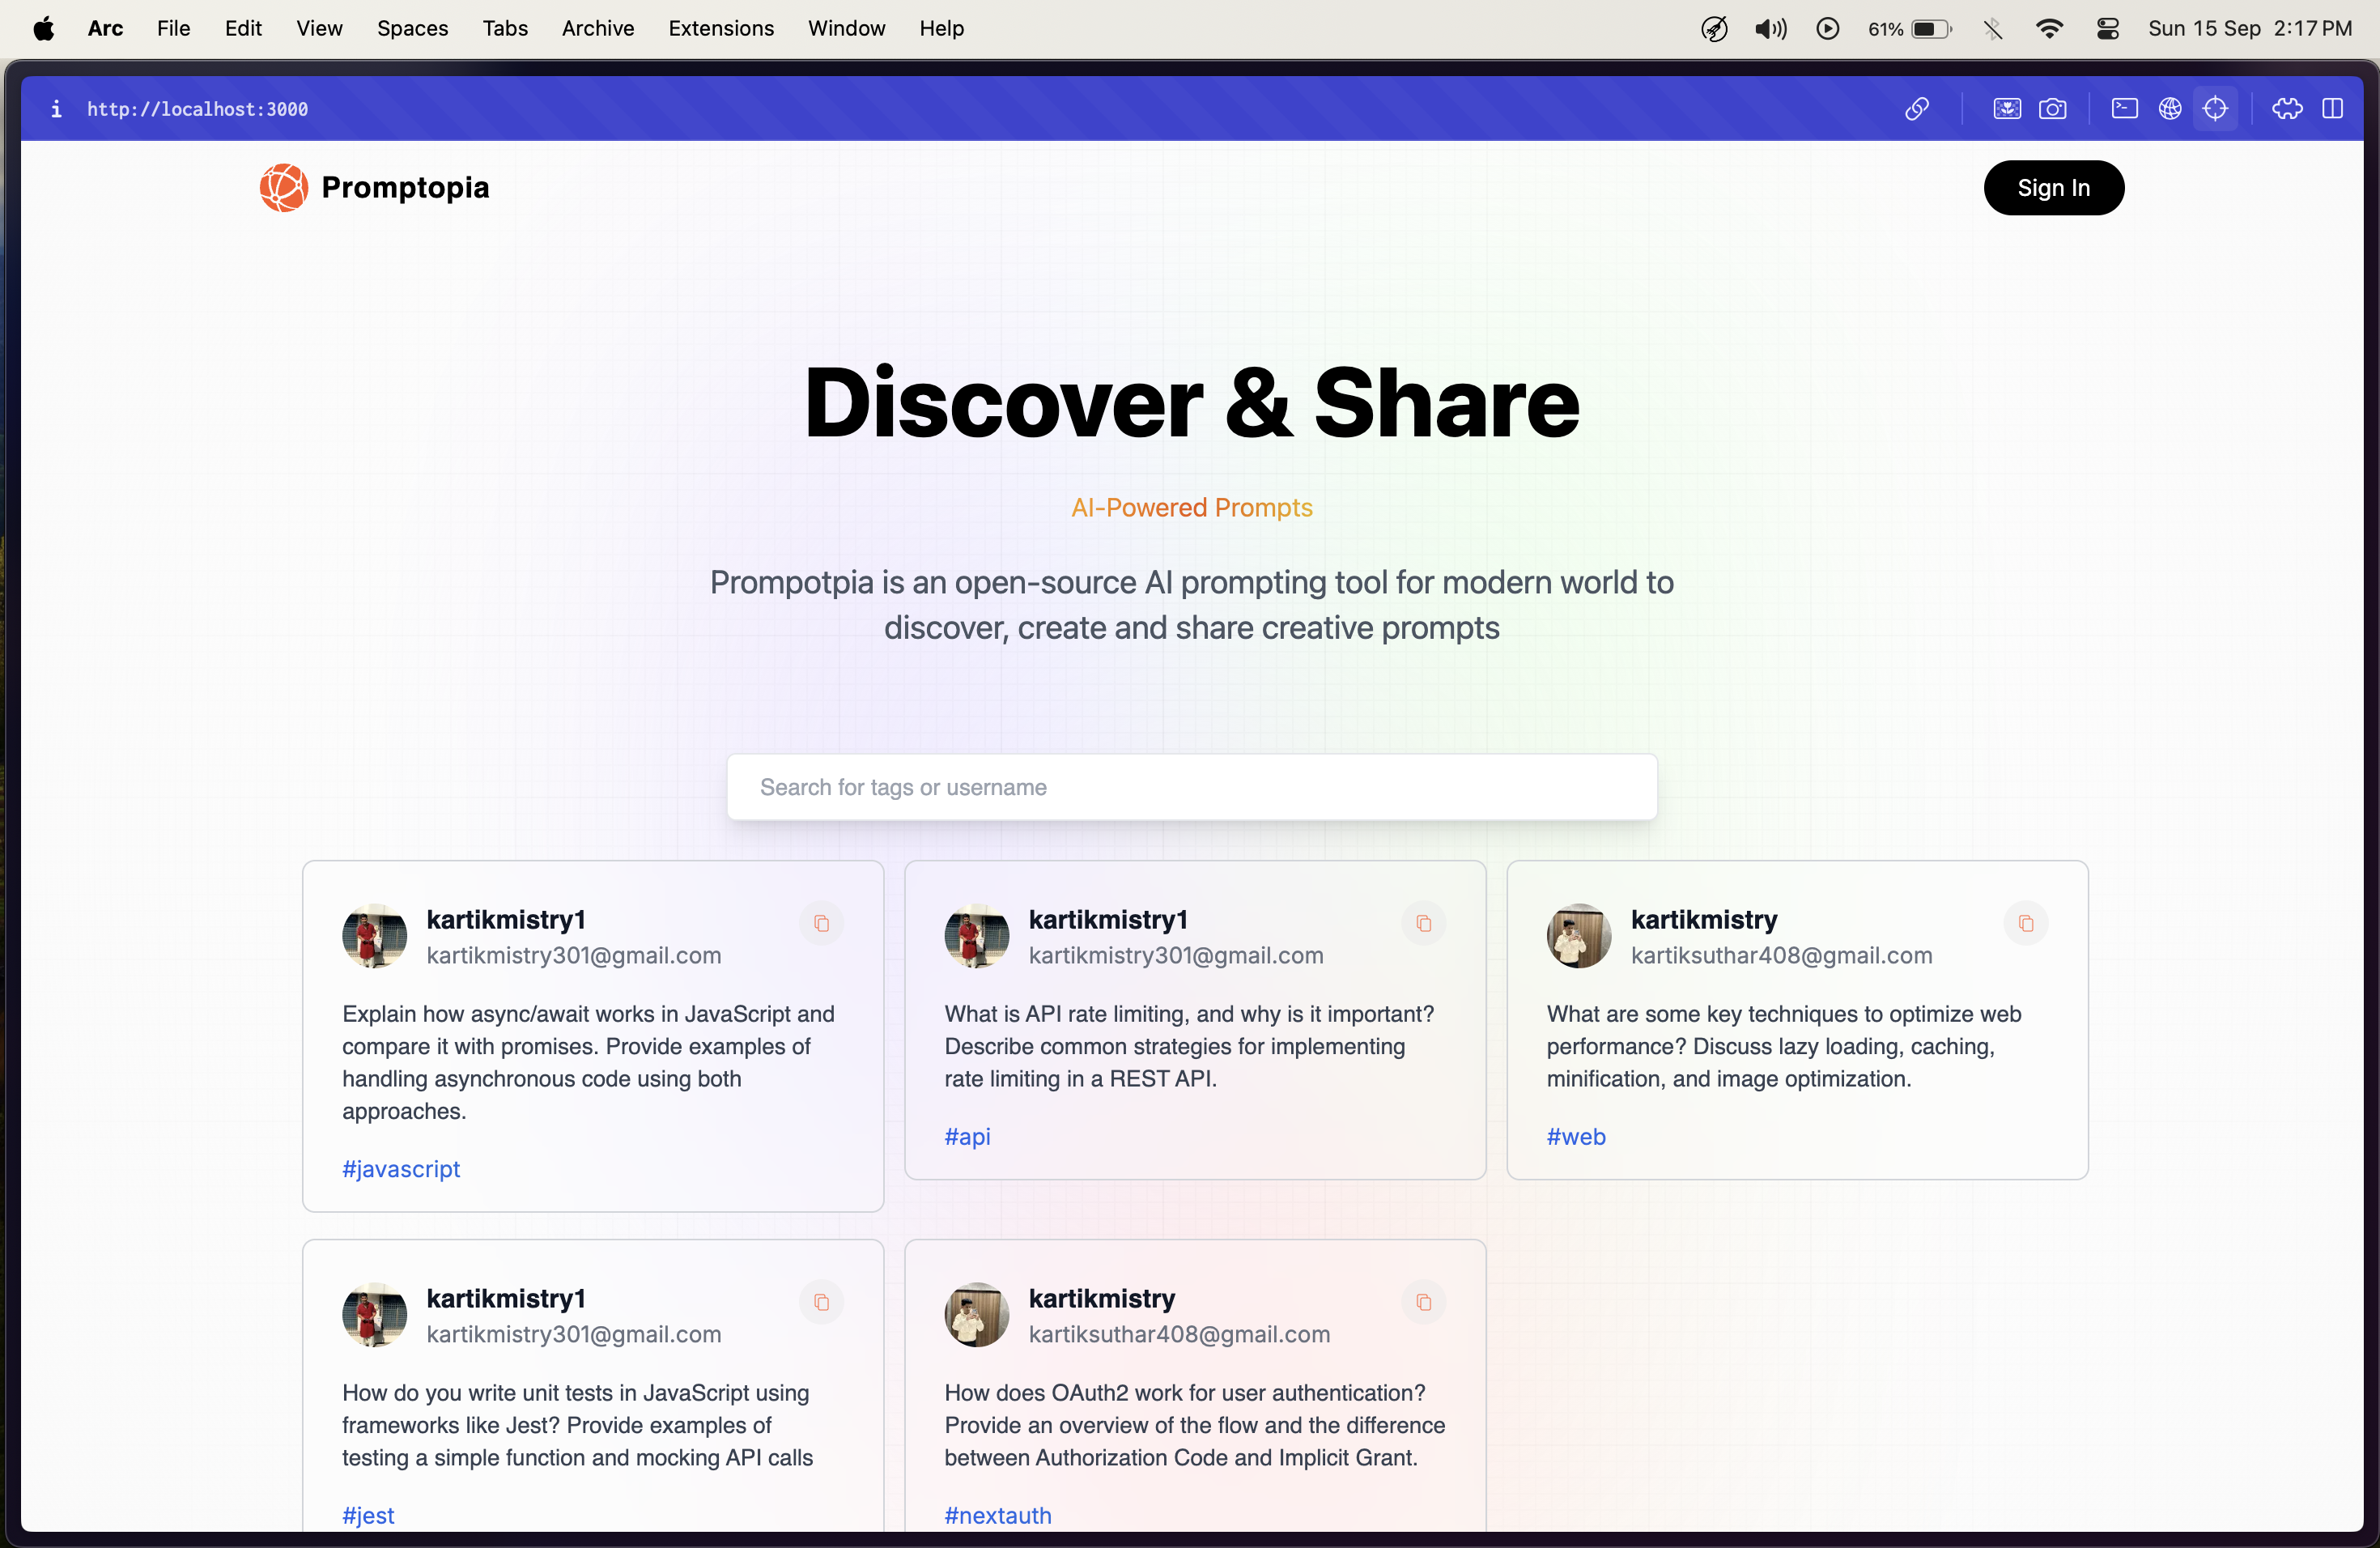 Arc File Edit View Spaces Tabs Archive Extensions Window Help 61% Sun 15 Sep 2:17 PM
i http://localhost:3000
Promptopia
Sign In
Discover & Share
AI-Powered Prompts
Prompotpia is an open-source AI prompting tool for modern world to
discover, create and share creative prompts
Search for tags or username
kartikmistry1
kartikmistry301@gmail.com
Explain how async/await works in JavaScript and
compare it with promises. Provide examples of
handling asynchronous code using both
approaches.
#javascript
kartikmistry1
kartikmistry301@gmail.com
What is API rate limiting, and why is it important?
Describe common strategies for implementing
rate limiting in a REST API.
#api
kartikmistry
kartiksuthar408@gmail.com
What are some key techniques to optimize web
performance? Discuss lazy loading, caching,
minification, and image optimization.
#web
kartikmistry1
kartikmistry301@gmail.com
How do you write unit tests in JavaScript using
frameworks like Jest? Provide examples of
testing a simple function and mocking API calls
#jest
kartikmistry
kartiksuthar408@gmail.com
How does OAuth2 work for user authentication?
Provide an overview of the flow and the difference
between Authorization Code and Implicit Grant.
#nextauth